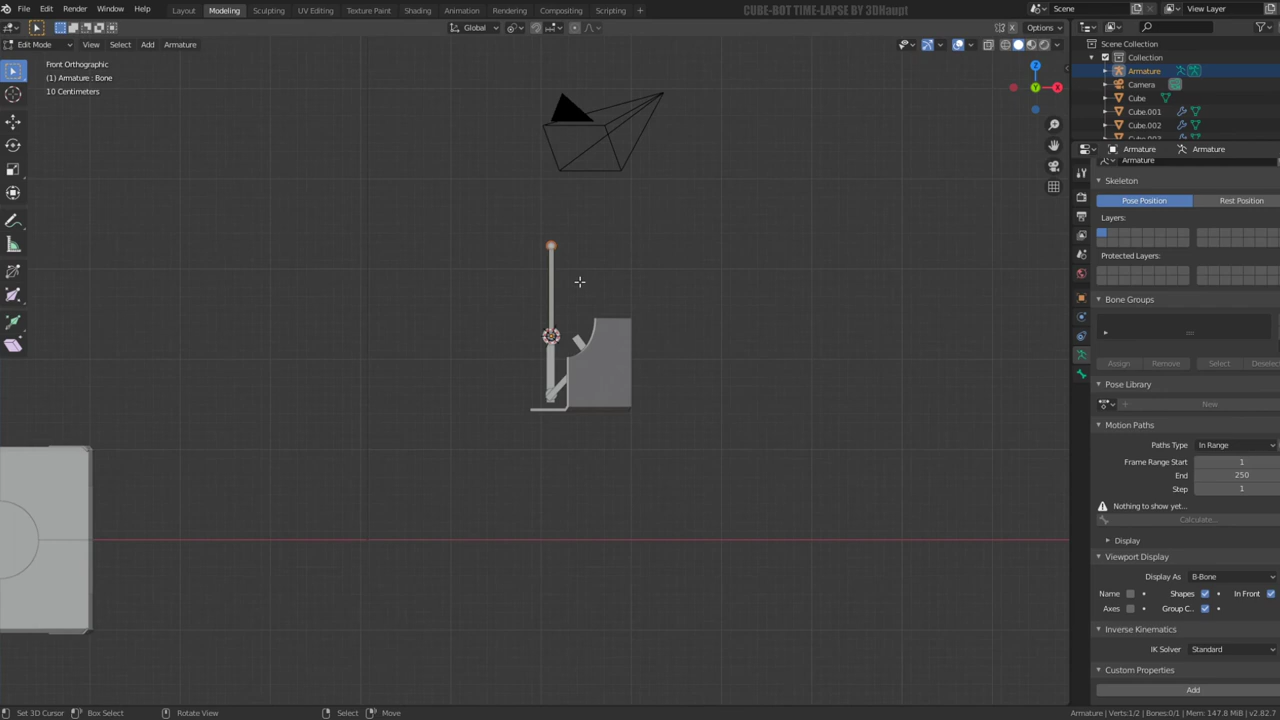 File Edit Render Window Help Layout Modeling Sculpting UV Editing Texture Paint Shading Animation Rendering Compositing Scripting CUBE-BOT TIME-LAPSE BY 3DHaupt Scene View Layer
Global Options
Edit Mode View Select Add Armature
Front Orthographic
(1) Armature : Bone
10 Centimeters
Z
Y
X
Scene Collection
Collection
Armature
Camera
Cube
Cube.001
Cube.002
Armature Armature
Armature
Skeleton
Pose Position Rest Position
Layers:
Protected Layers:
Bone Groups
Assign Remove Select Deselect
Pose Library
New
Motion Paths
Paths Type In Range
Frame Range Start 1
End 250
Step 1
Nothing to show yet...
Calculate...
Display
Viewport Display
Display As B-Bone
Name Shapes In Front
Axes Group C..
Inverse Kinematics
IK Solver Standard
Custom Properties
Add
Set 3D Cursor Box Select Rotate View Select Move Armature | Verts:1/2 | Bones:0/1 | Mem: 147.8 MiB | v2.82.7